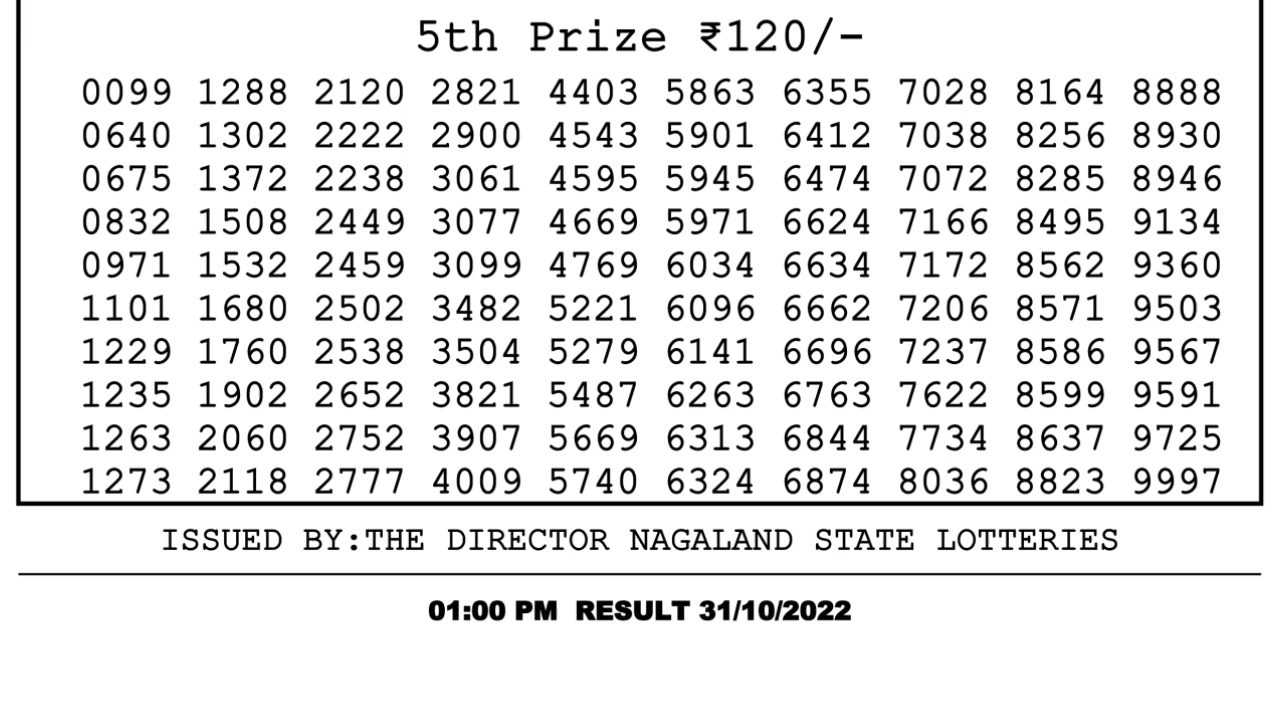 5th Prize ₹120/-
0099 1288 2120 2821 4403 5863 6355 7028 8164 8888
0640 1302 2222 2900 4543 5901 6412 7038 8256 8930
0675 1372 2238 3061 4595 5945 6474 7072 8285 8946
0832 1508 2449 3077 4669 5971 6624 7166 8495 9134
0971 1532 2459 3099 4769 6034 6634 7172 8562 9360
1101 1680 2502 3482 5221 6096 6662 7206 8571 9503
1229 1760 2538 3504 5279 6141 6696 7237 8586 9567
1235 1902 2652 3821 5487 6263 6763 7622 8599 9591
1263 2060 2752 3907 5669 6313 6844 7734 8637 9725
1273 2118 2777 4009 5740 6324 6874 8036 8823 9997
ISSUED BY:THE DIRECTOR NAGALAND STATE LOTTERIES
01:00 PM RESULT 31/10/2022